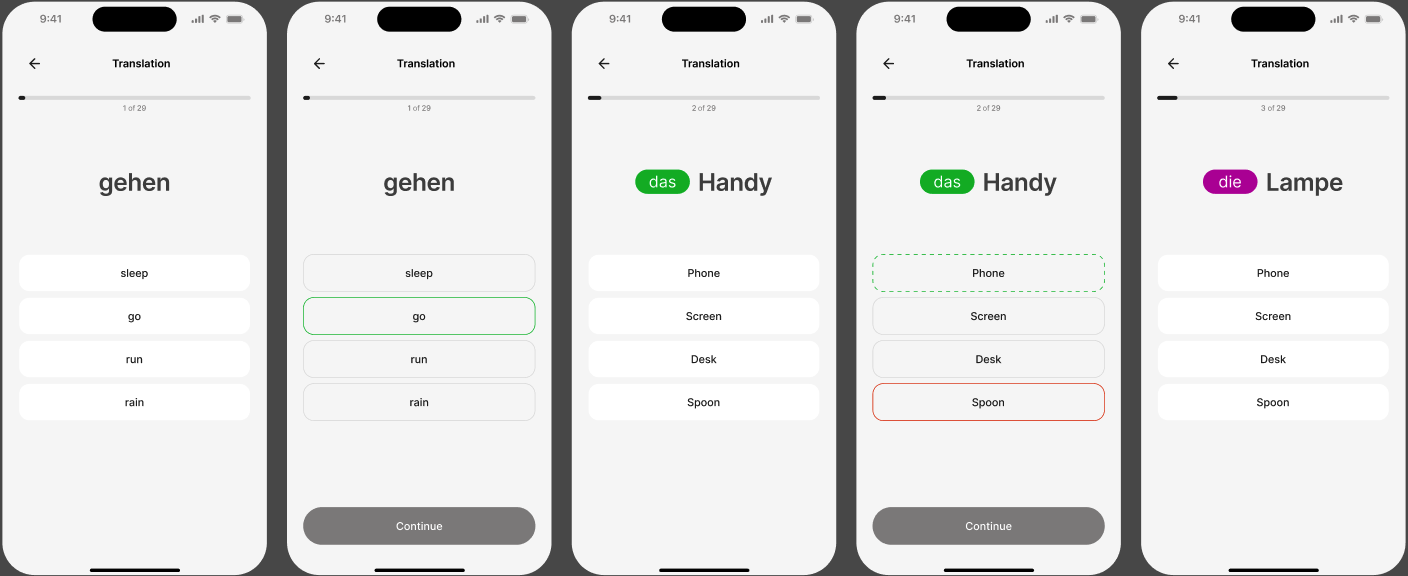 9:41
Translation
1 of 29
gehen
sleep
go
run
rain
9:41
Translation
1 of 29
gehen
sleep
go
run
rain
Continue
9:41
Translation
2 of 29
das Handy
Phone
Screen
Desk
Spoon
9:41
Translation
2 of 29
das Handy
Phone
Screen
Desk
Spoon
Continue
9:41
Translation
3 of 29
die Lampe
Phone
Screen
Desk
Spoon